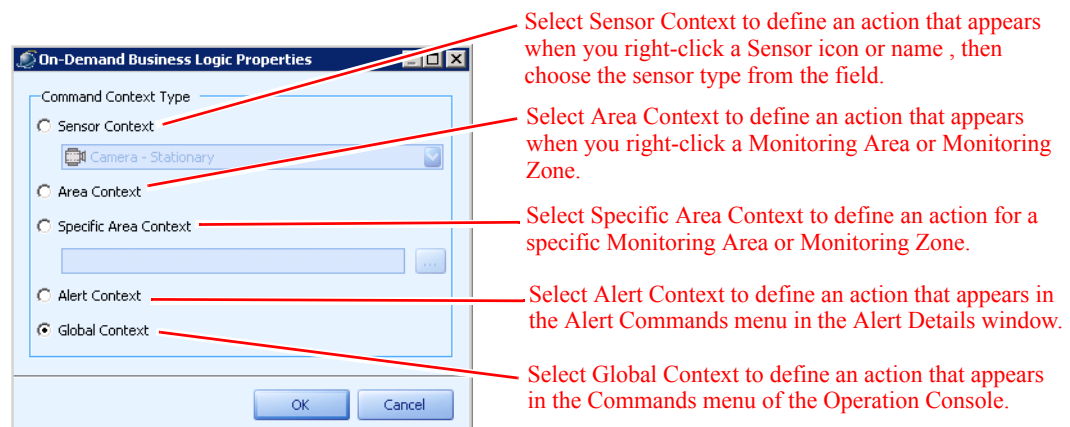 On-Demand Business Logic Properties
Command Context Type
Sensor Context
Camera - Stationary
Area Context
Specific Area Context
...
Alert Context
Global Context
OK
Cancel
Select Sensor Context to define an action that appears
when you right-click a Sensor icon or name , then
choose the sensor type from the field.
Select Area Context to define an action that appears
when you right-click a Monitoring Area or Monitoring
Zone.
Select Specific Area Context to define an action for a
specific Monitoring Area or Monitoring Zone.
Select Alert Context to define an action that appears in
the Alert Commands menu in the Alert Details window.
Select Global Context to define an action that appears
in the Commands menu of the Operation Console.